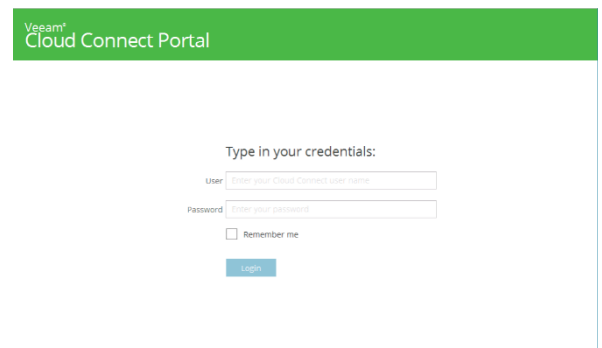 Veeam®
Cloud Connect Portal
Type in your credentials:
User Enter your Cloud Connect user name
Password Enter your password
Remember me
Login